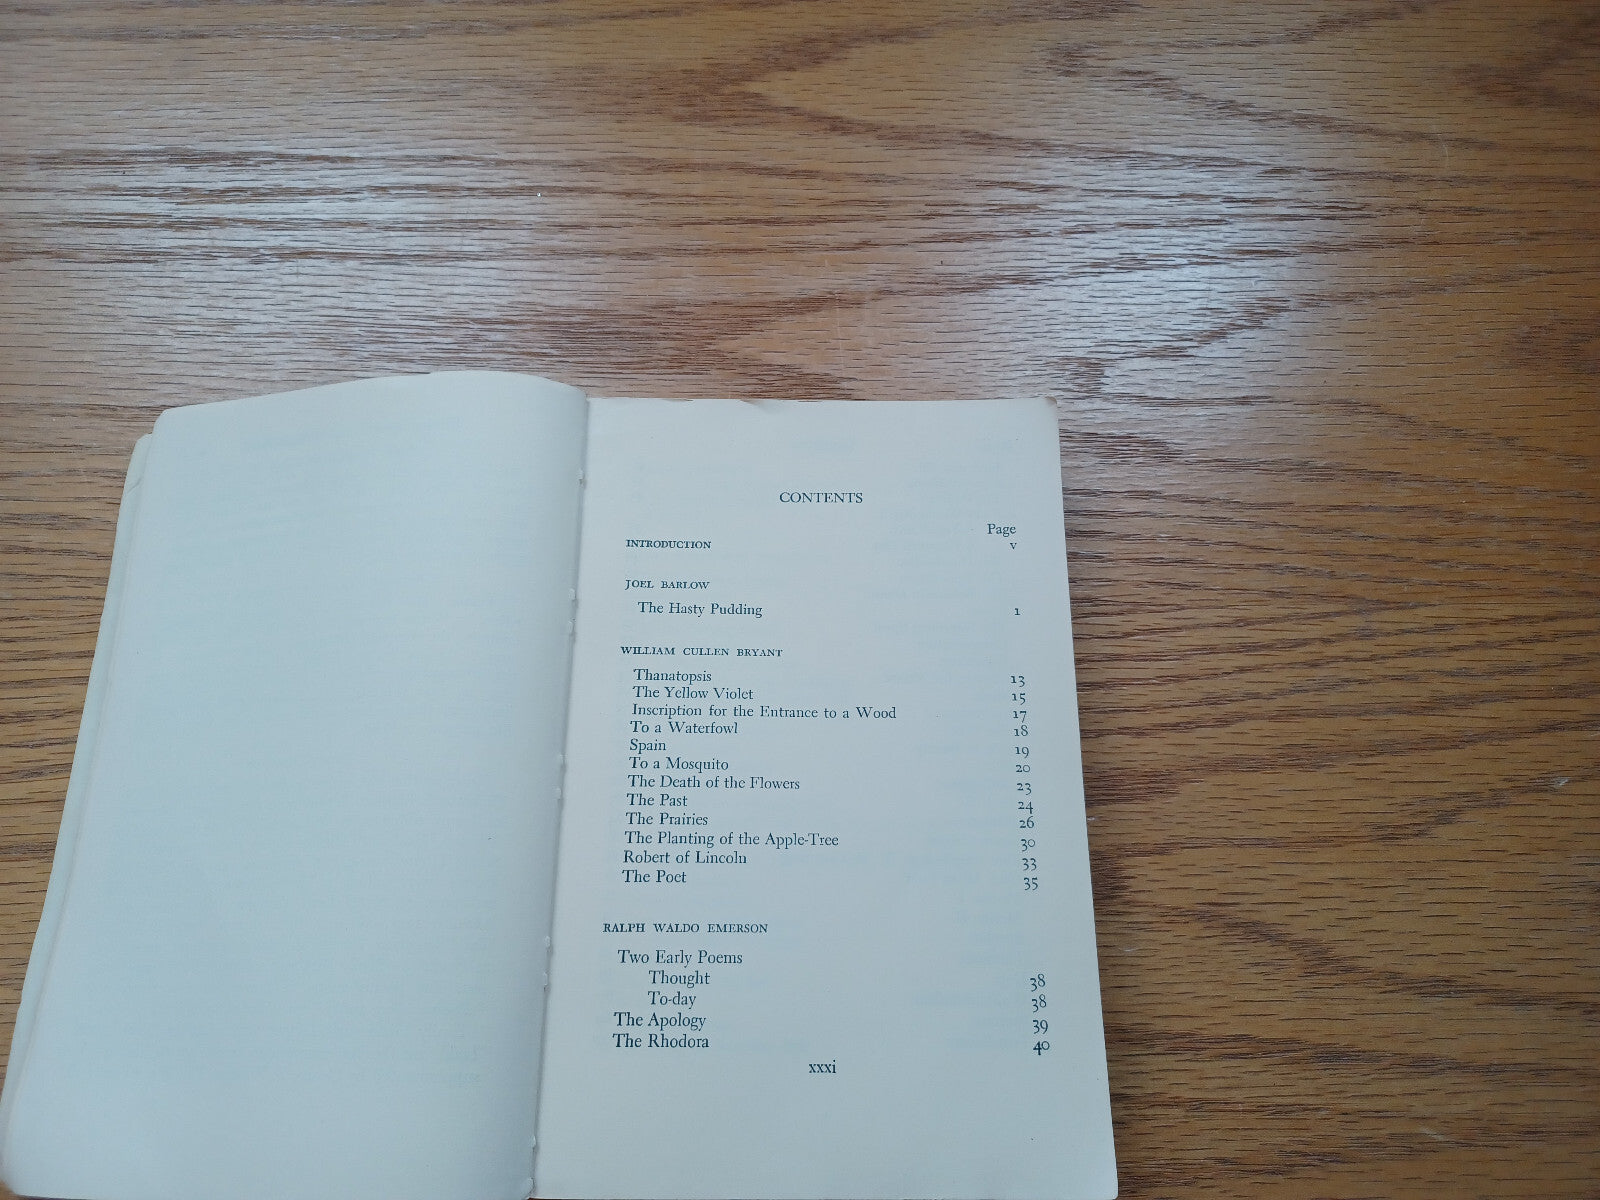 CONTENTS
Page
INTRODUCTION v
JOEL BARLOW
The Hasty Pudding 1
WILLIAM CULLEN BRYANT
Thanatopsis 13
The Yellow Violet 15
Inscription for the Entrance to a Wood 17
To a Waterfowl 18
Spain 19
To a Mosquito 20
The Death of the Flowers 23
The Past 24
The Prairies 26
The Planting of the Apple-Tree 30
Robert of Lincoln 33
The Poet 35
RALPH WALDO EMERSON
Two Early Poems
Thought 38
To-day 38
The Apology 39
The Rhodora 40
xxxi